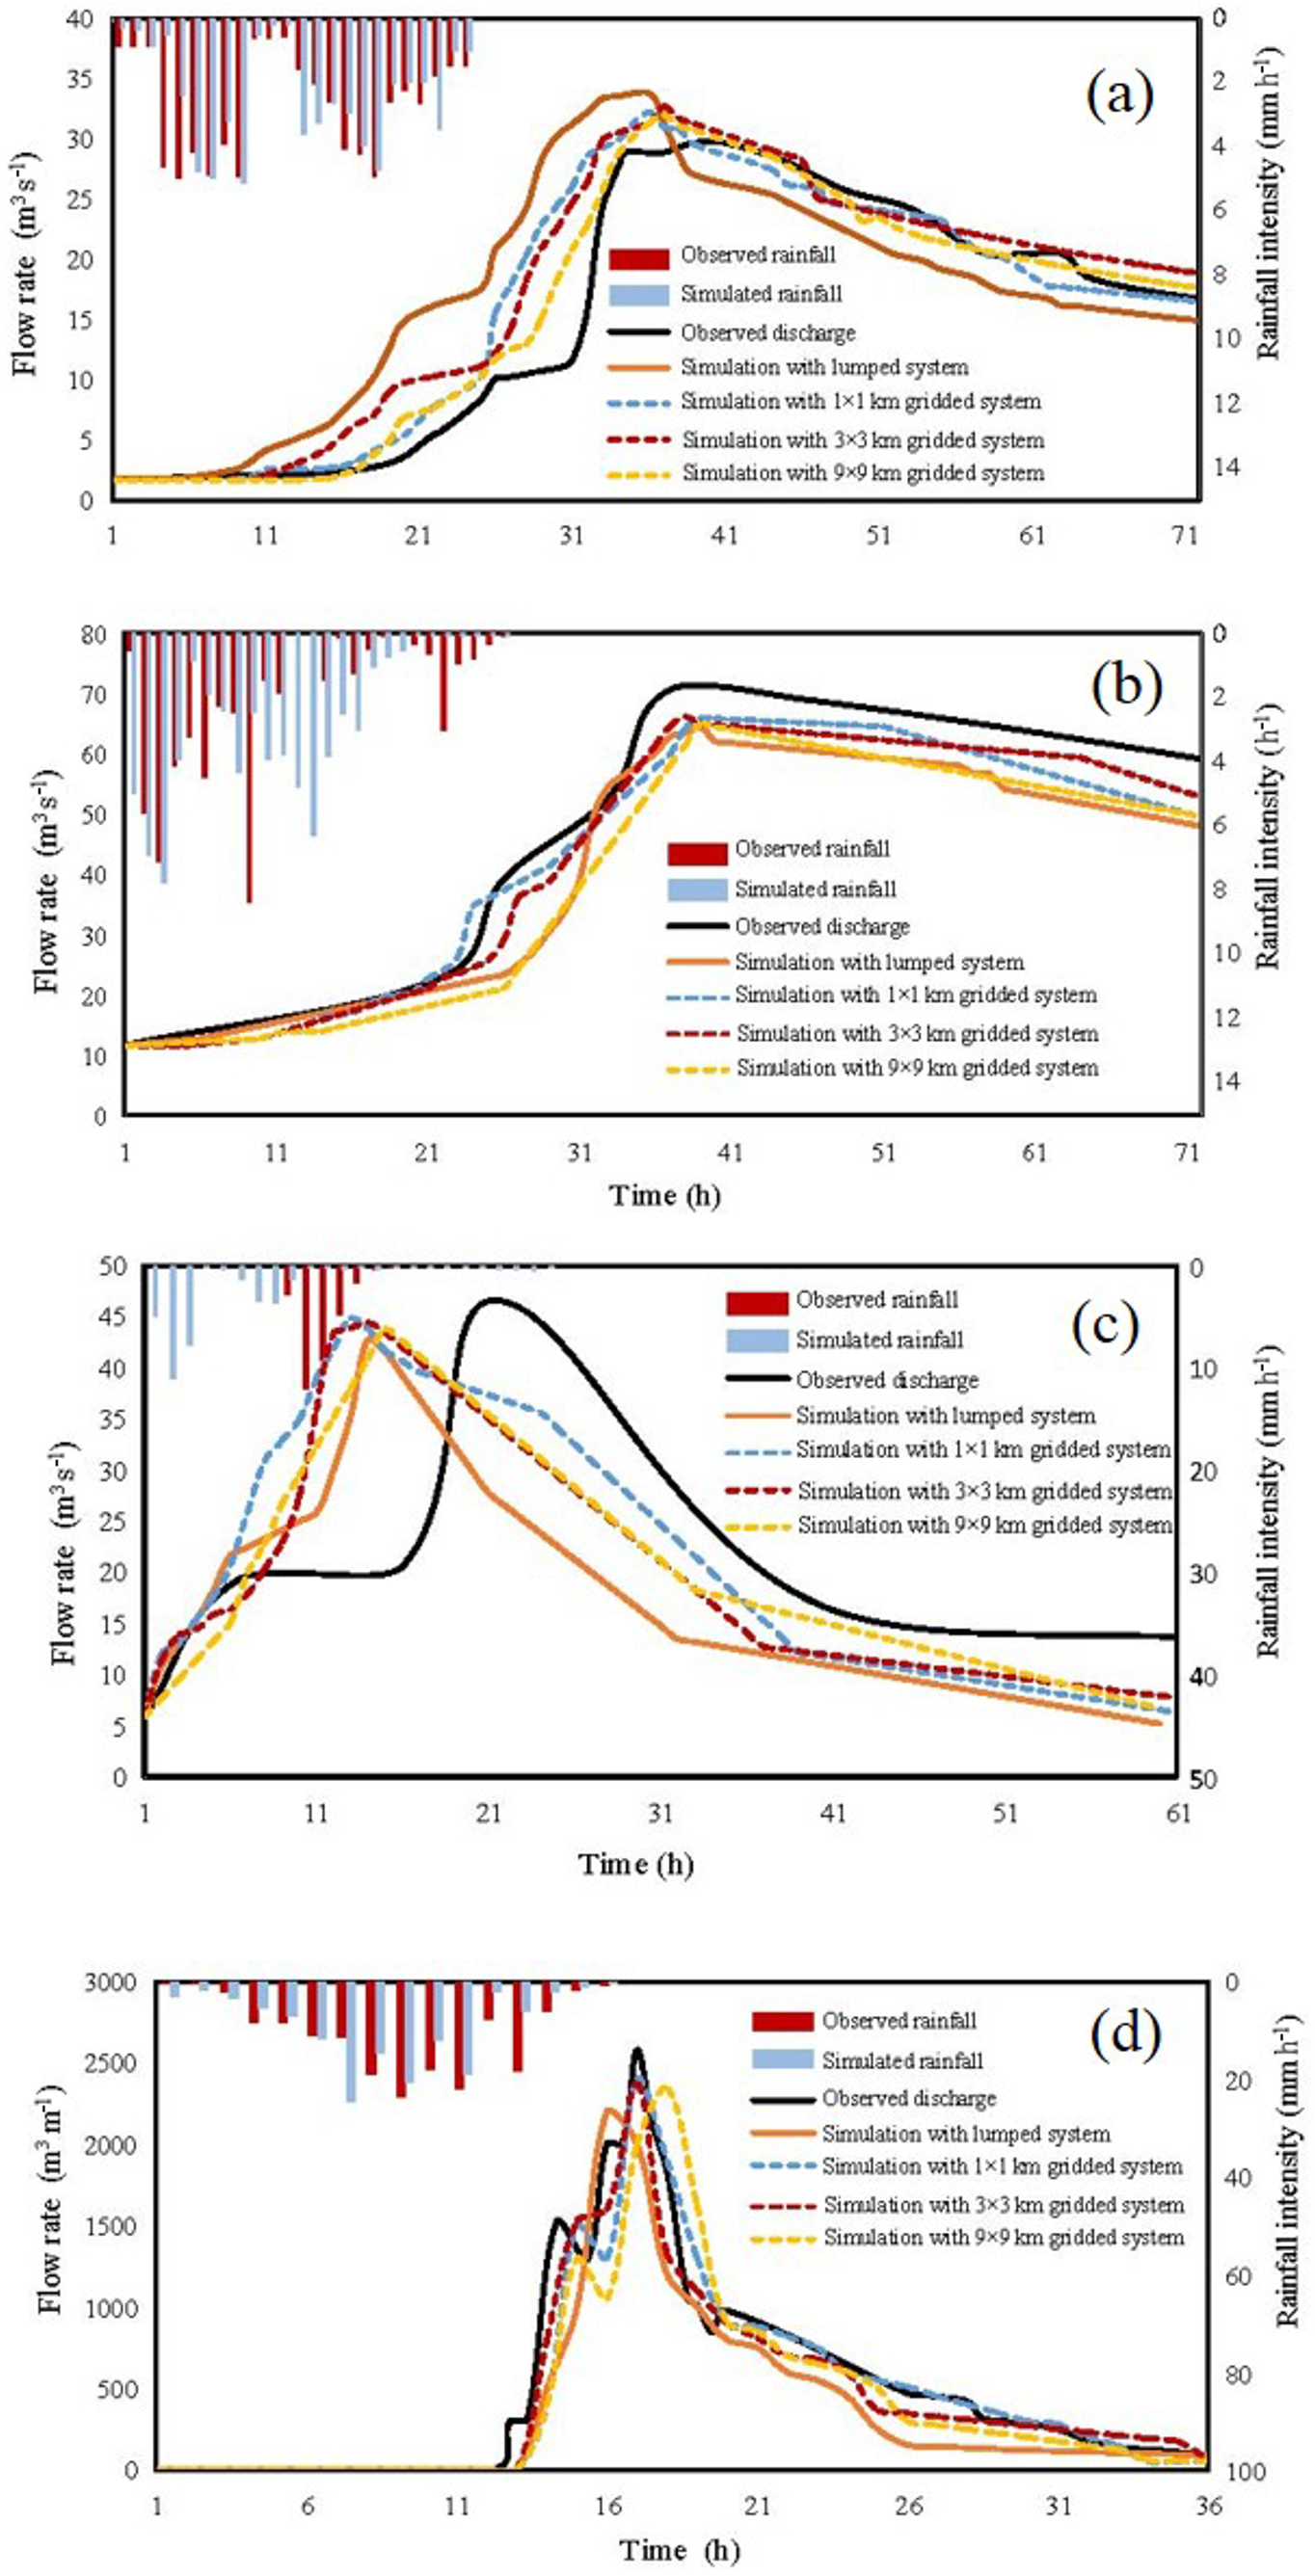 (a)
Flow rate (m³ s⁻¹)
40
35
30
25
20
15
10
5
0
0
2
4
6
8
10
12
14
Rainfall intensity (mm h⁻¹)
Observed rainfall
Simulated rainfall
Observed discharge
Simulation with lumped system
Simulation with 1×1 km gridded system
Simulation with 3×3 km gridded system
Simulation with 9×9 km gridded system
1 11 21 31 41 51 61 71
(b)
Flow rate (m³ s⁻¹)
80
70
60
50
40
30
20
10
0
0
2
4
6
8
10
12
14
Rainfall intensity (h⁻¹)
Observed rainfall
Simulated rainfall
Observed discharge
Simulation with lumped system
Simulation with 1×1 km gridded system
Simulation with 3×3 km gridded system
Simulation with 9×9 km gridded system
1 11 21 31 41 51 61 71
Time (h)
(c)
Flow rate (m³ s⁻¹)
50
45
40
35
30
25
20
15
10
5
0
0
10
20
30
40
50
Rainfall intensity (mm h⁻¹)
Observed rainfall
Simulated rainfall
Observed discharge
Simulation with lumped system
Simulation with 1×1 km gridded system
Simulation with 3×3 km gridded system
Simulation with 9×9 km gridded system
1 11 21 31 41 51 61
Time (h)
(d)
Flow rate (m³ m⁻¹)
3000
2500
2000
1500
1000
500
0
0
20
40
60
80
100
Rainfall intensity (mm h⁻¹)
Observed rainfall
Simulated rainfall
Observed discharge
Simulation with lumped system
Simulation with 1×1 km gridded system
Simulation with 3×3 km gridded system
Simulation with 9×9 km gridded system
1 6 11 16 21 26 31 36
Time (h)